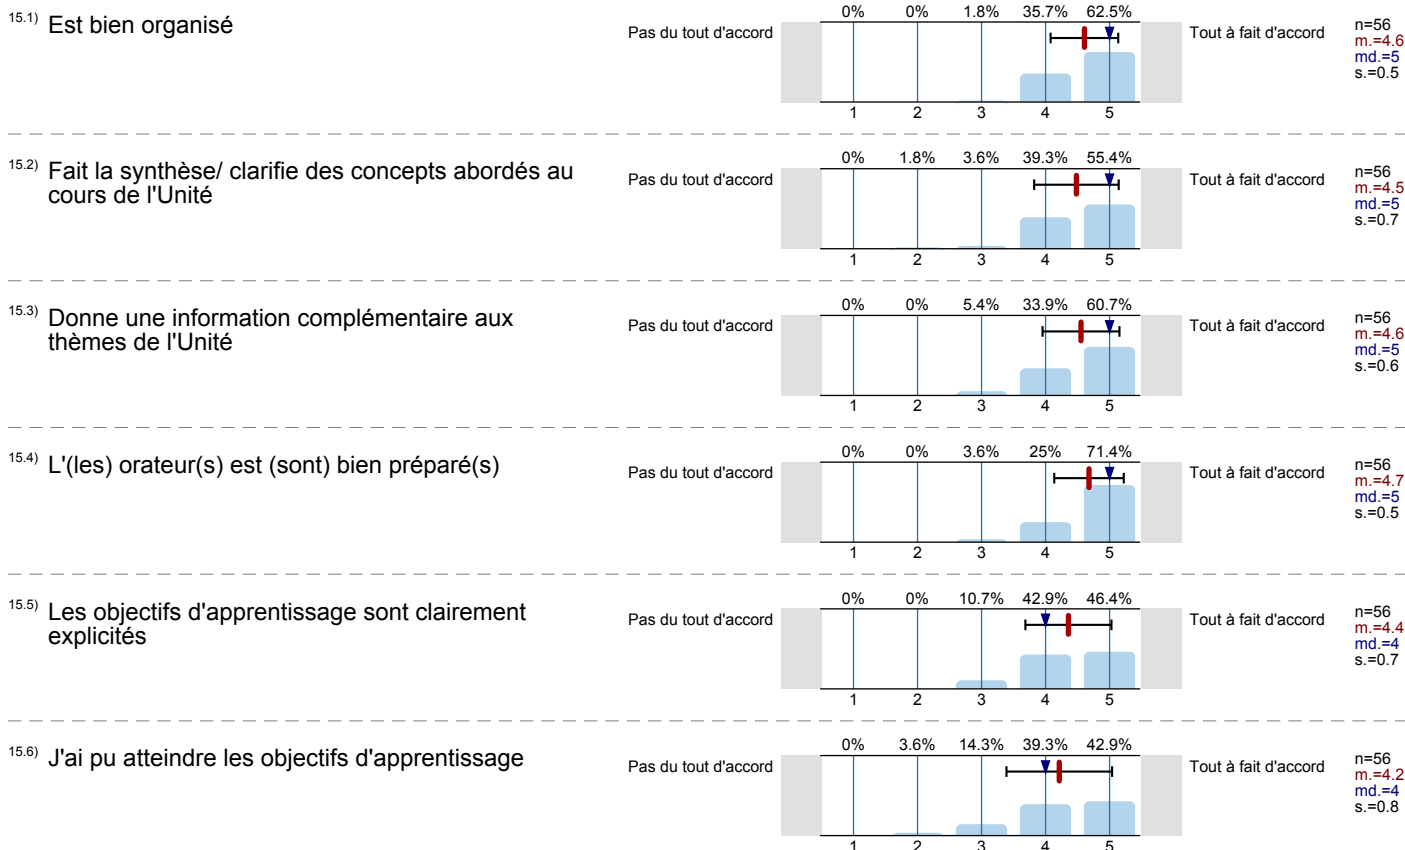 15.1) Est bien organisé
Pas du tout d'accord
0% 0% 1.8% 35.7% 62.5%
1 2 3 4 5
Tout à fait d'accord
n=56
m.=4.6
md.=5
s.=0.5
15.2) Fait la synthèse/ clarifie des concepts abordés au
cours de l'Unité
Pas du tout d'accord
0% 1.8% 3.6% 39.3% 55.4%
1 2 3 4 5
Tout à fait d'accord
n=56
m.=4.5
md.=5
s.=0.7
15.3) Donne une information complémentaire aux
thèmes de l'Unité
Pas du tout d'accord
0% 0% 5.4% 33.9% 60.7%
1 2 3 4 5
Tout à fait d'accord
n=56
m.=4.6
md.=5
s.=0.6
15.4) L'(les) orateur(s) est (sont) bien préparé(s)
Pas du tout d'accord
0% 0% 3.6% 25% 71.4%
1 2 3 4 5
Tout à fait d'accord
n=56
m.=4.7
md.=5
s.=0.5
15.5) Les objectifs d'apprentissage sont clairement
explicités
Pas du tout d'accord
0% 0% 10.7% 42.9% 46.4%
1 2 3 4 5
Tout à fait d'accord
n=56
m.=4.4
md.=4
s.=0.7
15.6) J'ai pu atteindre les objectifs d'apprentissage
Pas du tout d'accord
0% 3.6% 14.3% 39.3% 42.9%
1 2 3 4 5
Tout à fait d'accord
n=56
m.=4.2
md.=4
s.=0.8